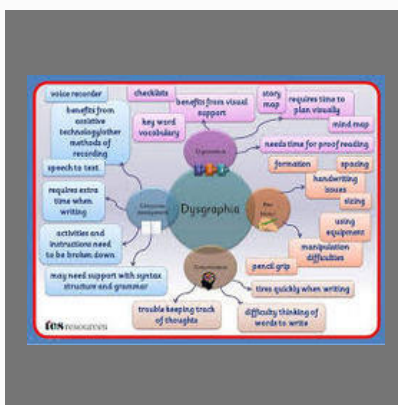 voice recorder
checklists
story
map
benefits from
assistive
technology/other
methods of
recording
benefits from visual
support
requires time to
plan visually
key word
vocabulary
mind map
needs time for proof reading
speech to text
formation
spacing
handwriting
issues
requires extra
time when
writing
Dysgraphia
sizing
using
equipment
activities and
instructions need
to be broken down
manipulation
difficulties
pencil grip
may need support with syntax
structure and grammar
tires quickly when writing
trouble keeping track
of thoughts
difficulty thinking of
words to write
tes resources